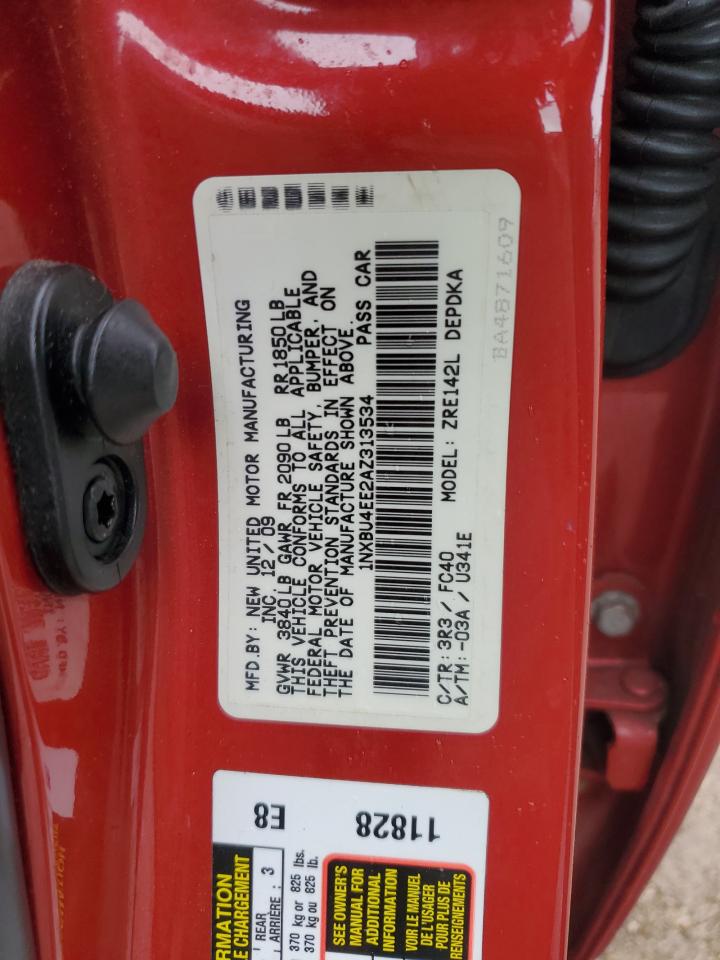 MFD.BY: NEW UNITED MOTOR MANUFACTURING
INC. 12/09
GVWR 3840LB GAWR FR 2090LB RR1850LB
THIS VEHICLE CONFORMS TO ALL APPLICABLE
FEDERAL MOTOR VEHICLE SAFETY, BUMPER, AND
THEFT PREVENTION STANDARDS IN EFFECT ON
THE DATE OF MANUFACTURE SHOWN ABOVE.
1NXBU4EE2AZ313534 PASS CAR
C/TR: 3R3 / FC40 MODEL: ZRE142L DEPDKA
A/TM: -03A / U341E
BA4871609
E8
11828
REAR
ARRIÈRE : 3
370 kg or 825 lbs.
370 kg ou 825 lb.
SEE OWNER'S
MANUAL FOR
ADDITIONAL
INFORMATION
VOIR LE MANUEL
DE L'USAGER
POUR PLUS DE
RENSEIGNEMENTS